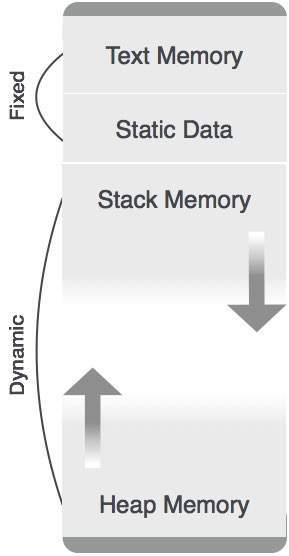 Text Memory
Fixed
Static Data
Stack Memory
Dynamic
Heap Memory